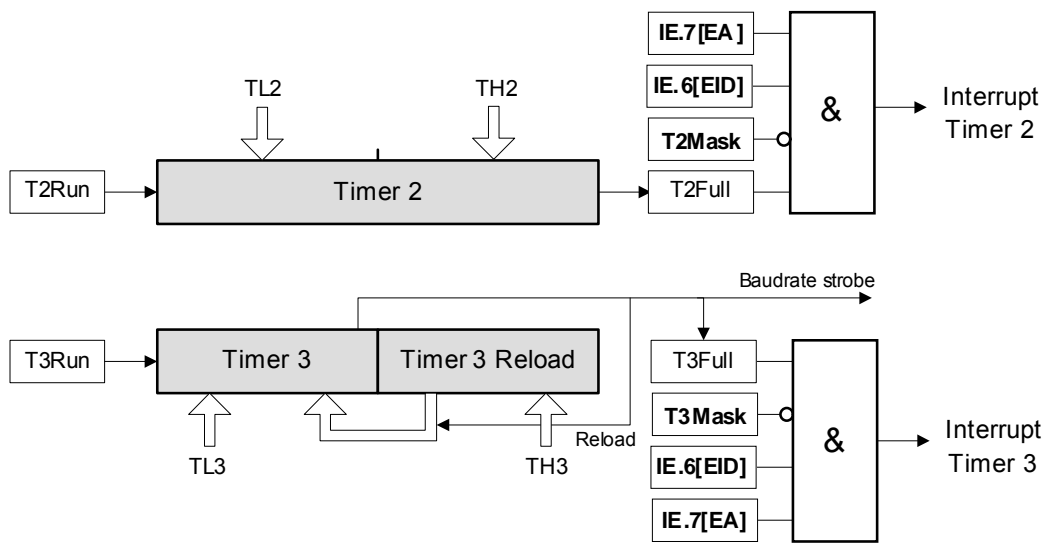 IE.7[EA]
IE.6[EID]
T2Mask
T2Full
&
Interrupt
Timer 2
TL2
TH2
T2Run
Timer 2
Baudrate strobe
T3Run
Timer 3
Timer 3 Reload
T3Full
T3Mask
IE.6[EID]
IE.7[EA]
&
Interrupt
Timer 3
Reload
TL3
TH3